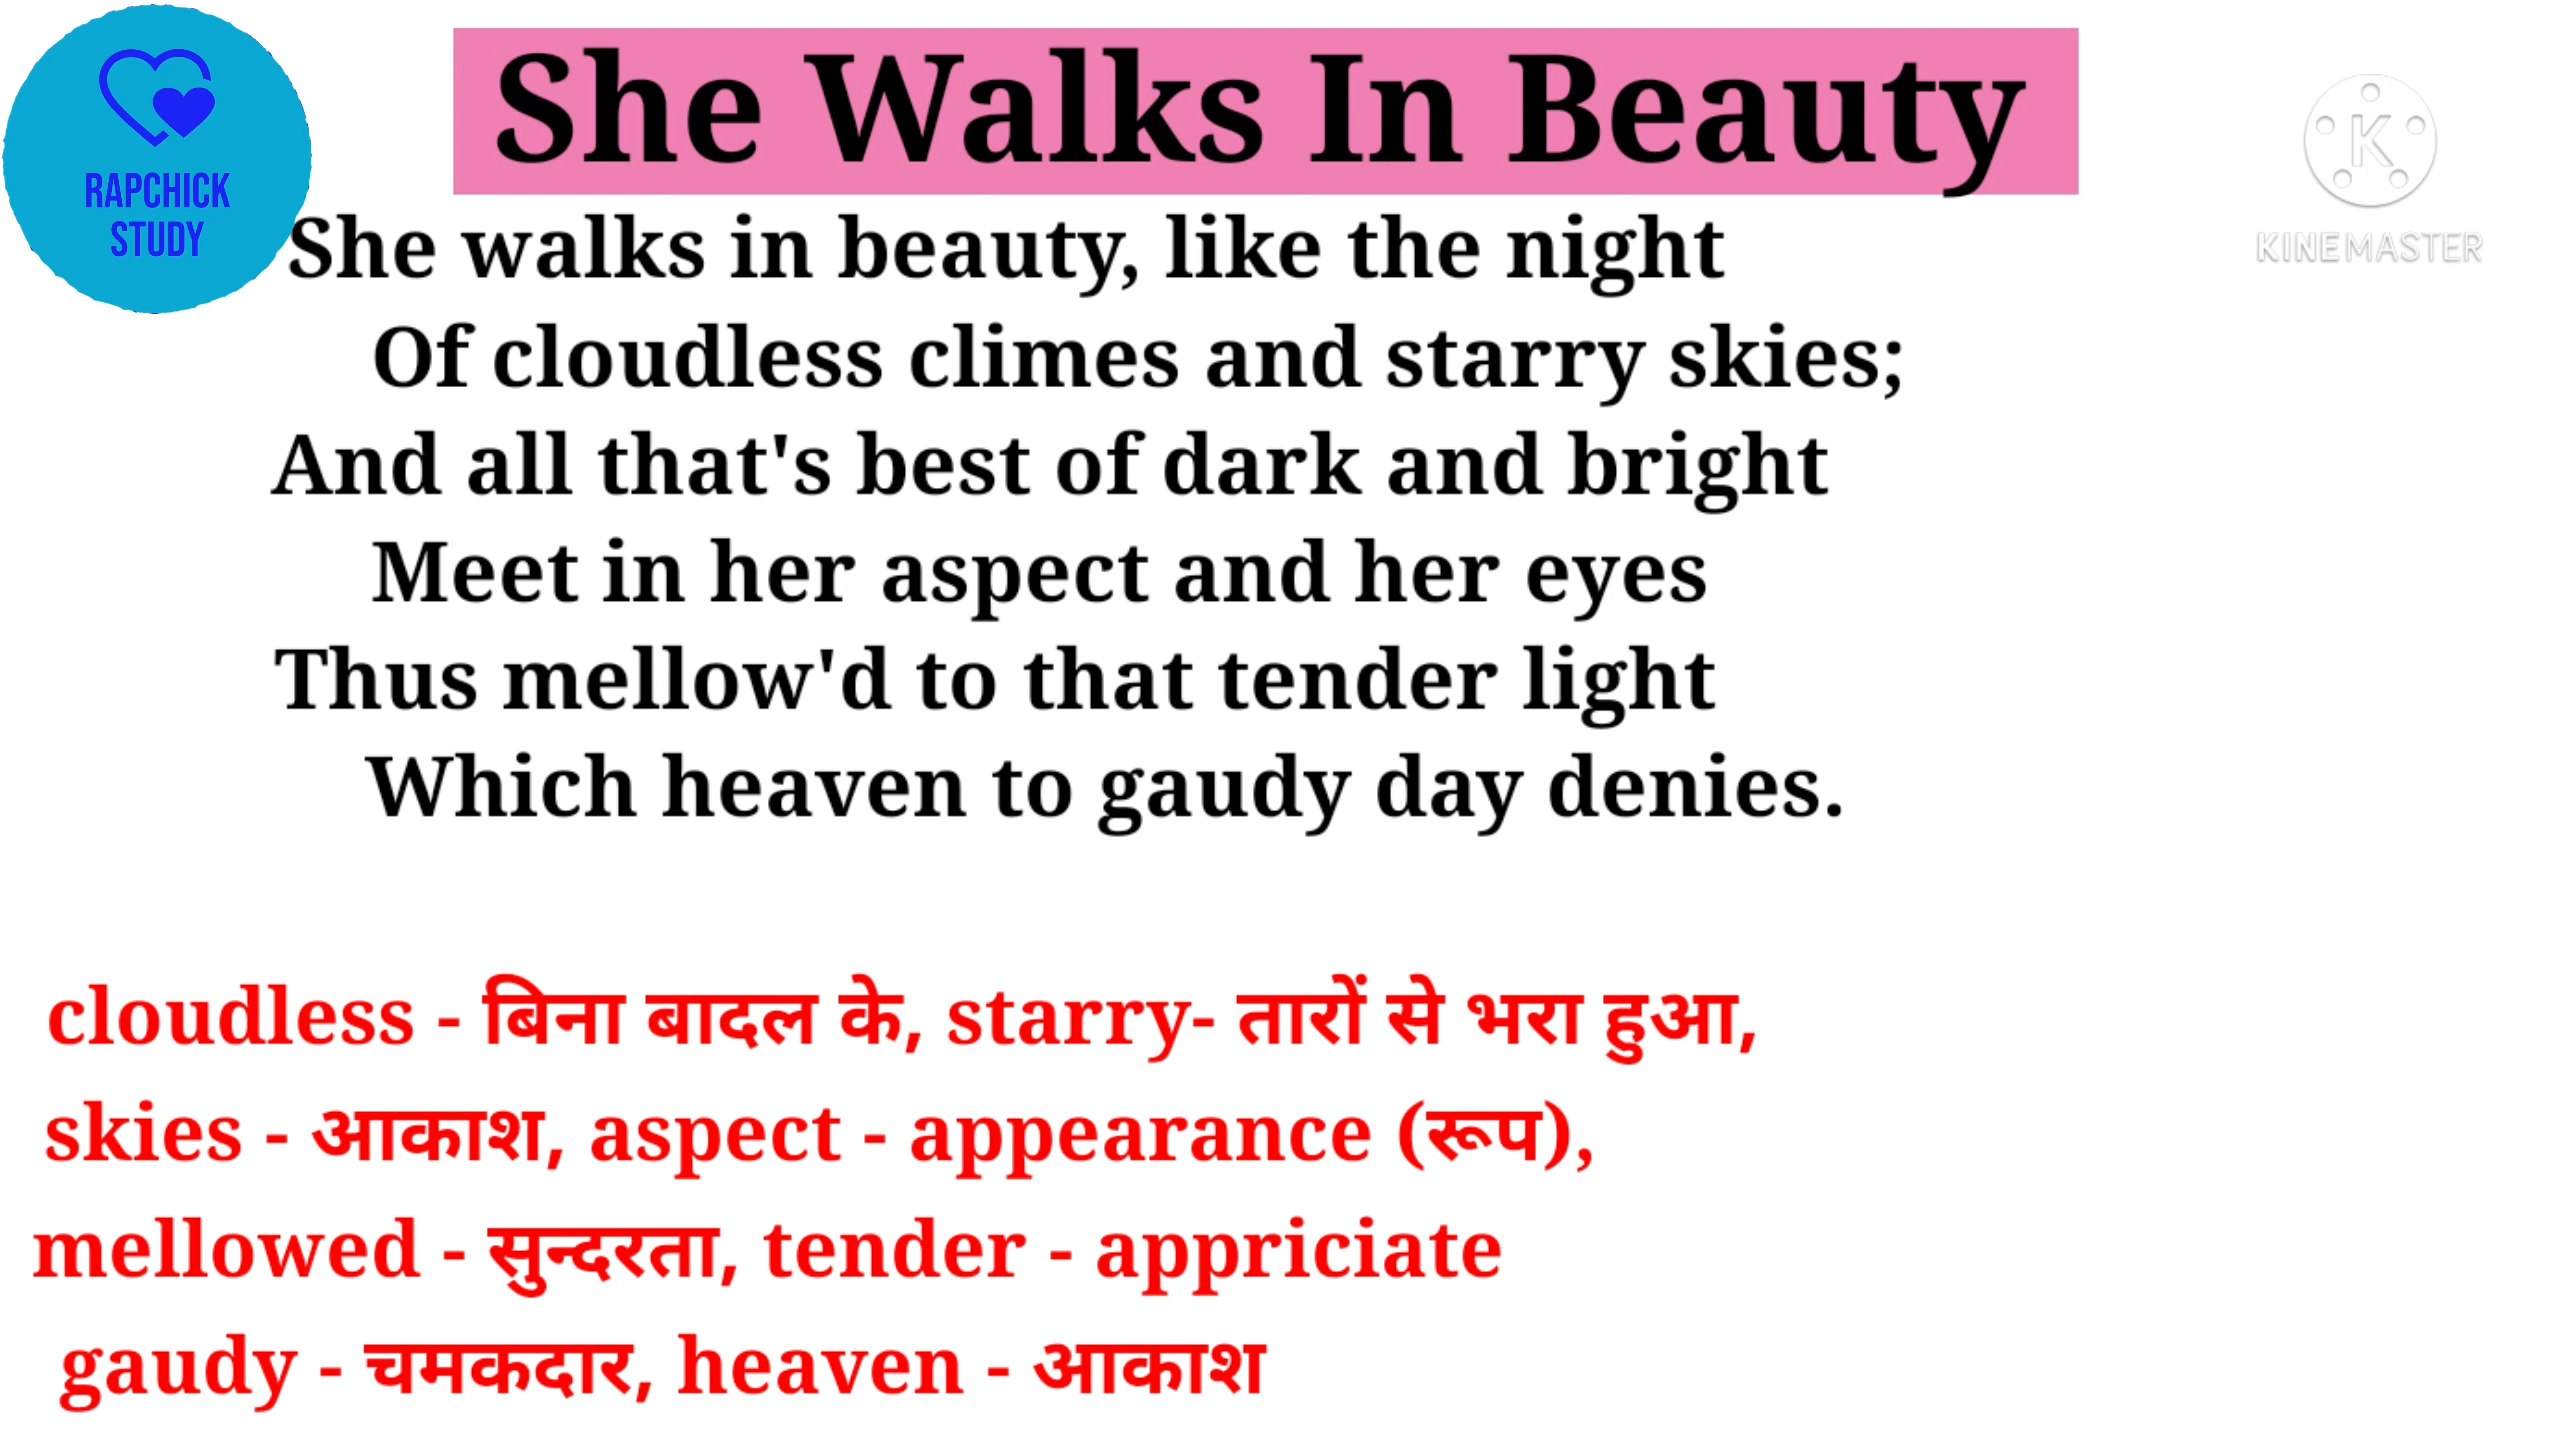 She Walks In Beauty
RAPCHICK
STUDY
K
KINEMASTER
She walks in beauty, like the night
Of cloudless climes and starry skies;
And all that's best of dark and bright
Meet in her aspect and her eyes
Thus mellow'd to that tender light
Which heaven to gaudy day denies.
cloudless - बिना बादल के, starry- तारों से भरा हुआ,
skies - आकाश, aspect - appearance (रूप),
mellowed - सुन्दरता, tender - appriciate
gaudy - चमकदार, heaven - आकाश